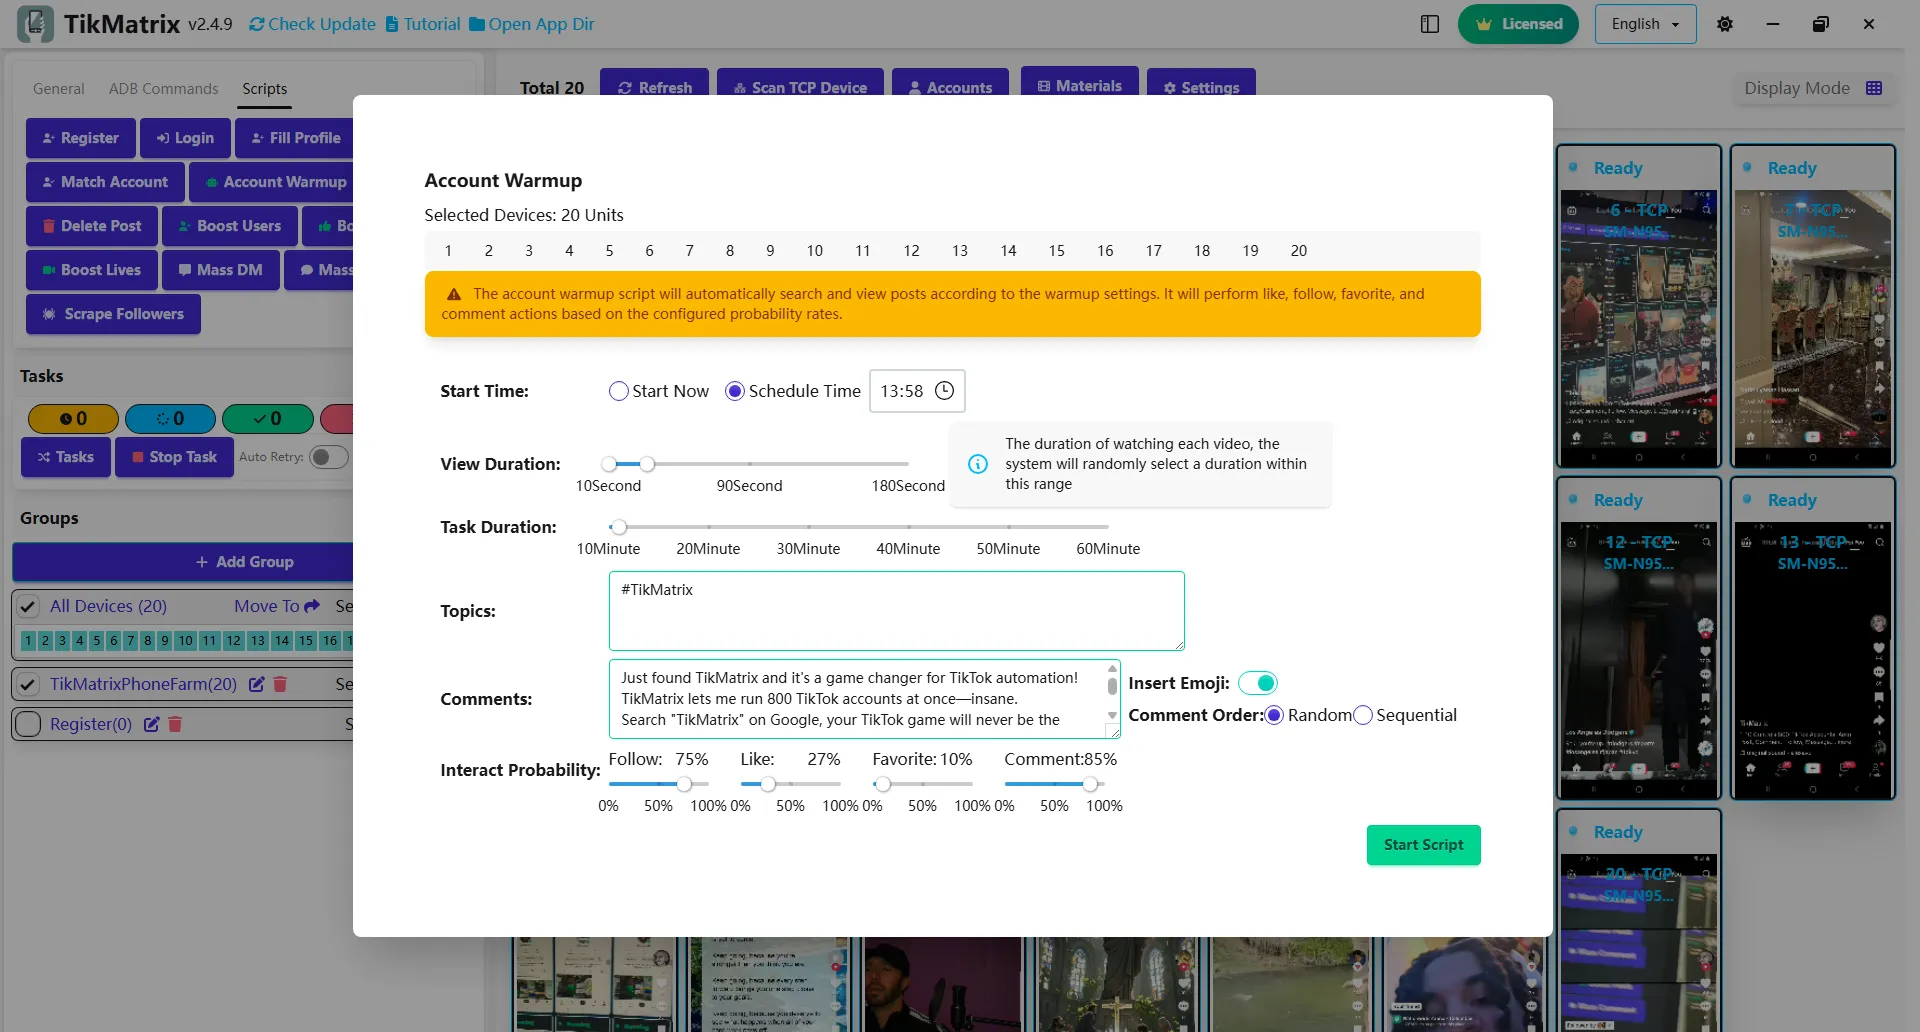 TikMatrix v2.4.9 Check Update Tutorial Open App Dir
Licensed English
General ADB Commands Scripts
Total 20 Refresh Scan TCP Device Accounts Materials Settings
Display Mode
Register Login Fill Profile
Match Account Account Warmup
Delete Post Boost Users Bo
Boost Lives Mass DM Mass
Scrape Followers
Tasks
0 0 0
Tasks Stop Task Auto Retry:
Groups
+ Add Group
All Devices (20) Move To Se
1 2 3 4 5 6 7 8 9 10 11 12 13 14 15 16 1
TikMatrixPhoneFarm(20) Se
Register(0) S
Account Warmup
Selected Devices: 20 Units
1 2 3 4 5 6 7 8 9 10 11 12 13 14 15 16 17 18 19 20
The account warmup script will automatically search and view posts according to the warmup settings. It will perform like, follow, favorite, and
comment actions based on the configured probability rates.
Start Time: Start Now Schedule Time 13:58
View Duration:
10Second 90Second 180Second
The duration of watching each video, the
system will randomly select a duration within
this range
Task Duration:
10Minute 20Minute 30Minute 40Minute 50Minute 60Minute
Topics:
#TikMatrix
Comments:
Just found TikMatrix and it's a game changer for TikTok automation!
TikMatrix lets me run 800 TikTok accounts at once—insane.
Search "TikMatrix" on Google, your TikTok game will never be the
Insert Emoji:
Comment Order: Random Sequential
Interact Probability:
Follow: 75% Like: 27% Favorite: 10% Comment:85%
0% 50% 100% 0% 50% 100% 0% 50% 100% 0% 50% 100%
Start Script
Ready
6 - TCP_
SM-N95...
Ready
TCP_
SM-N95...
Ready
12 - TCP_
SM-N95...
Ready
13 - TCP_
SM-N95...
Los Angeles Dodgers
Ready
20 - TCP_
SM-N95...